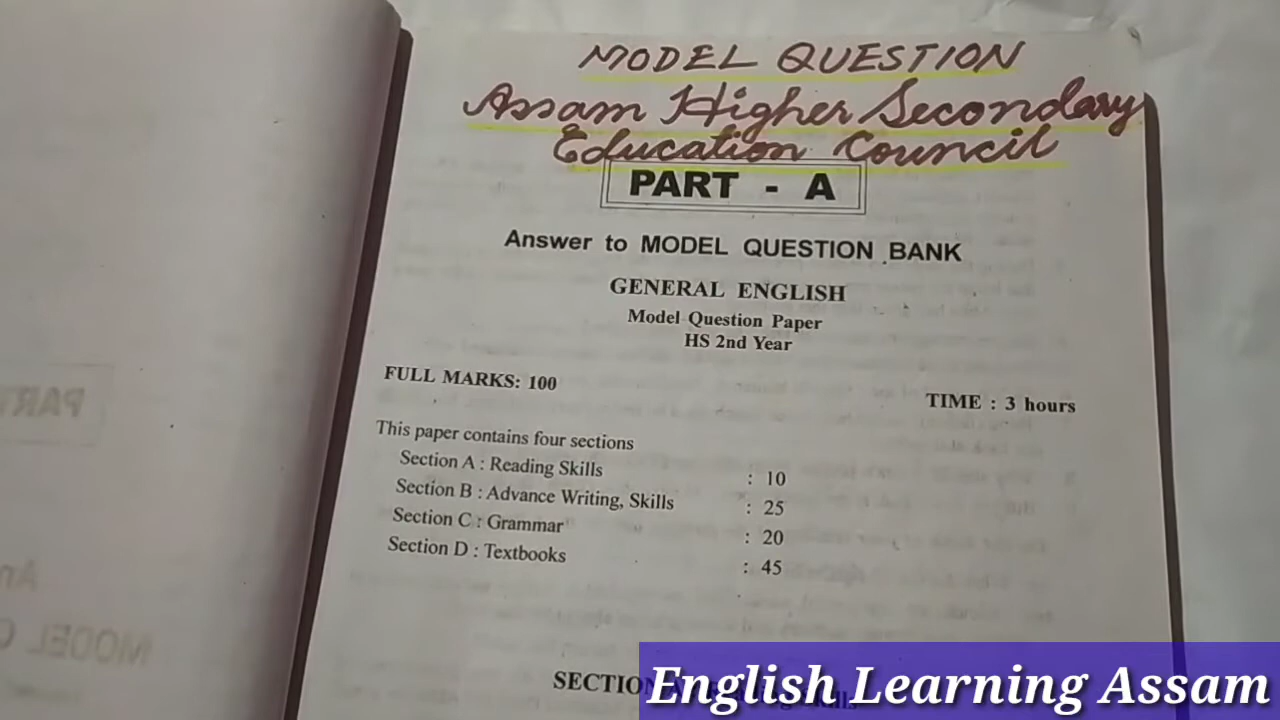 MODEL QUESTION
Assam Higher Secondary
Education Council
PART - A
Answer to MODEL QUESTION BANK
GENERAL ENGLISH
Model Question Paper
HS 2nd Year
FULL MARKS: 100
TIME : 3 hours
This paper contains four sections
Section A : Reading Skills : 10
Section B : Advance Writing, Skills : 25
Section C : Grammar : 20
Section D : Textbooks : 45
SECTION
English Learning Assam